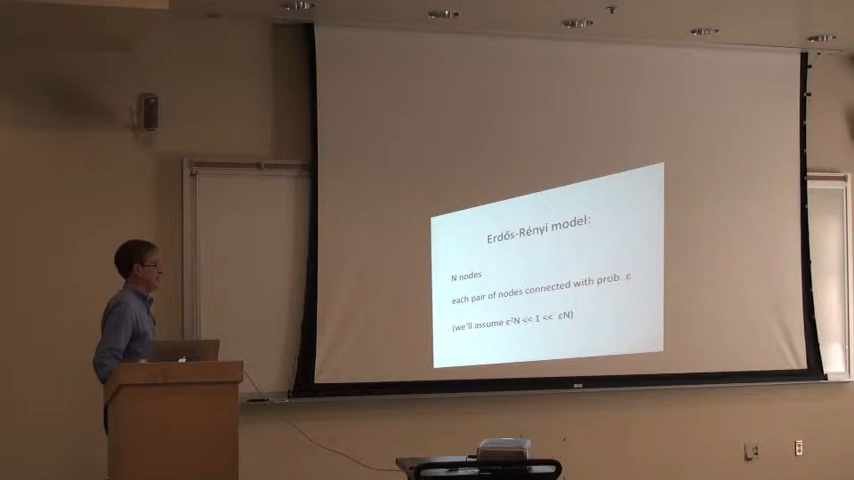 Erdős-Rényi model:
N nodes
each pair of nodes connected with prob. ε
(we'll assume ε²N << 1 << εN)